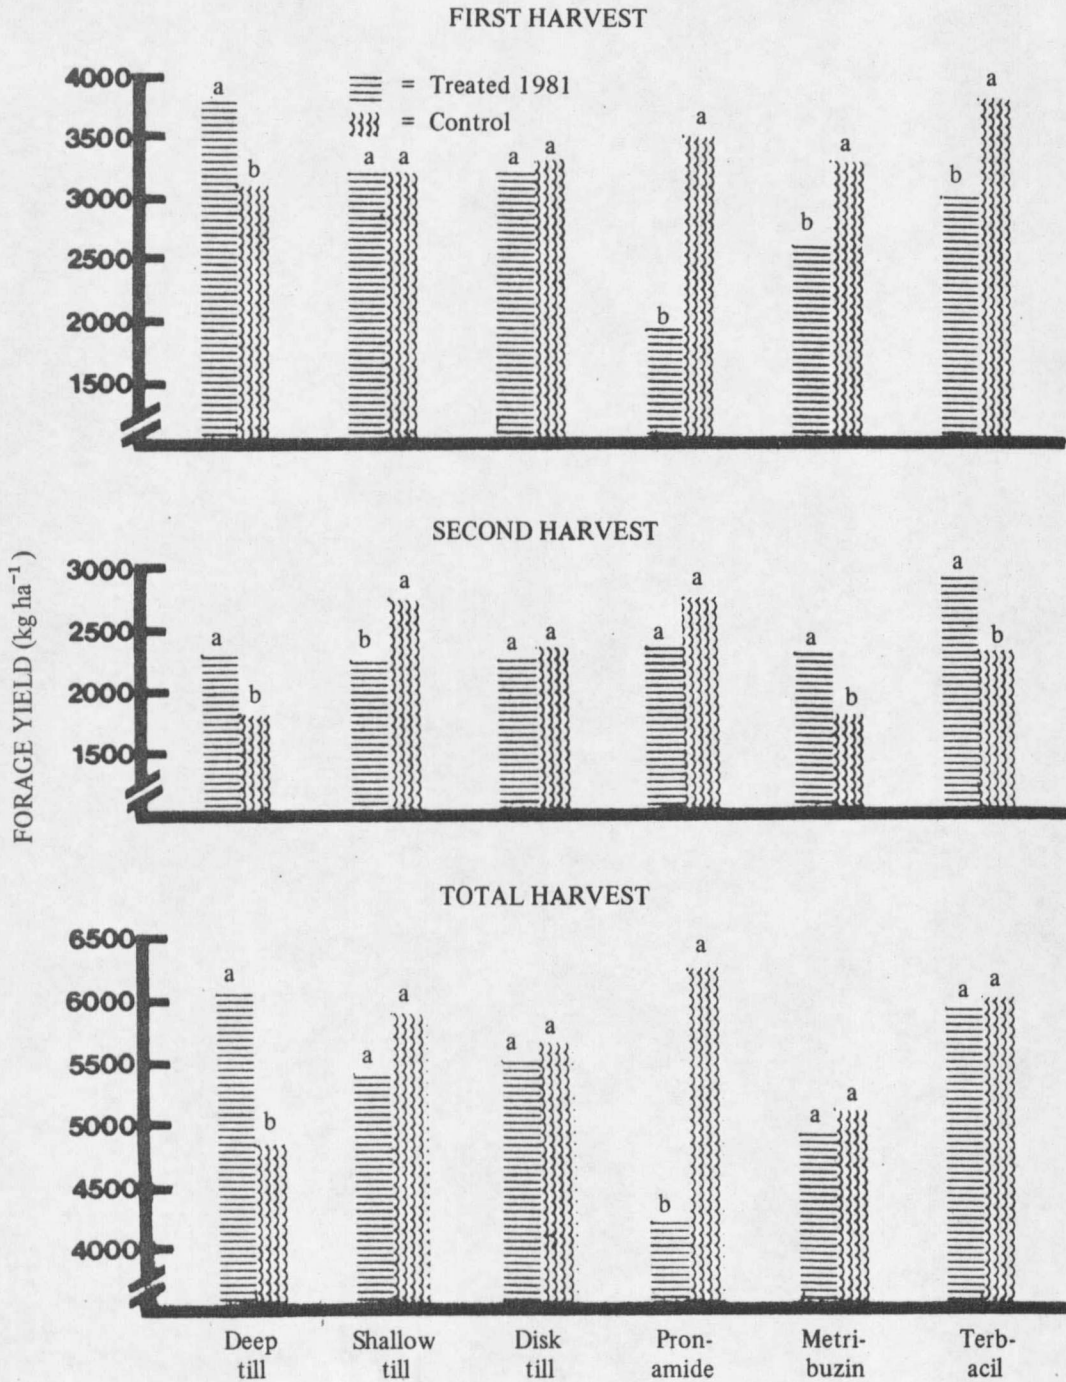 FIRST HARVEST
= Treated 1981
= Control
4000
3500
3000
2500
2000
1500
a b a a a a b a b a b a
SECOND HARVEST
3000
2500
2000
1500
a b b a a a a a a b a b
FORAGE YIELD (kg ha⁻¹)
TOTAL HARVEST
6500
6000
5500
5000
4500
4000
a b a a a a b a a a a a
Deep Shallow Disk Pron- Metri- Terb-
till till till amide buzin acil